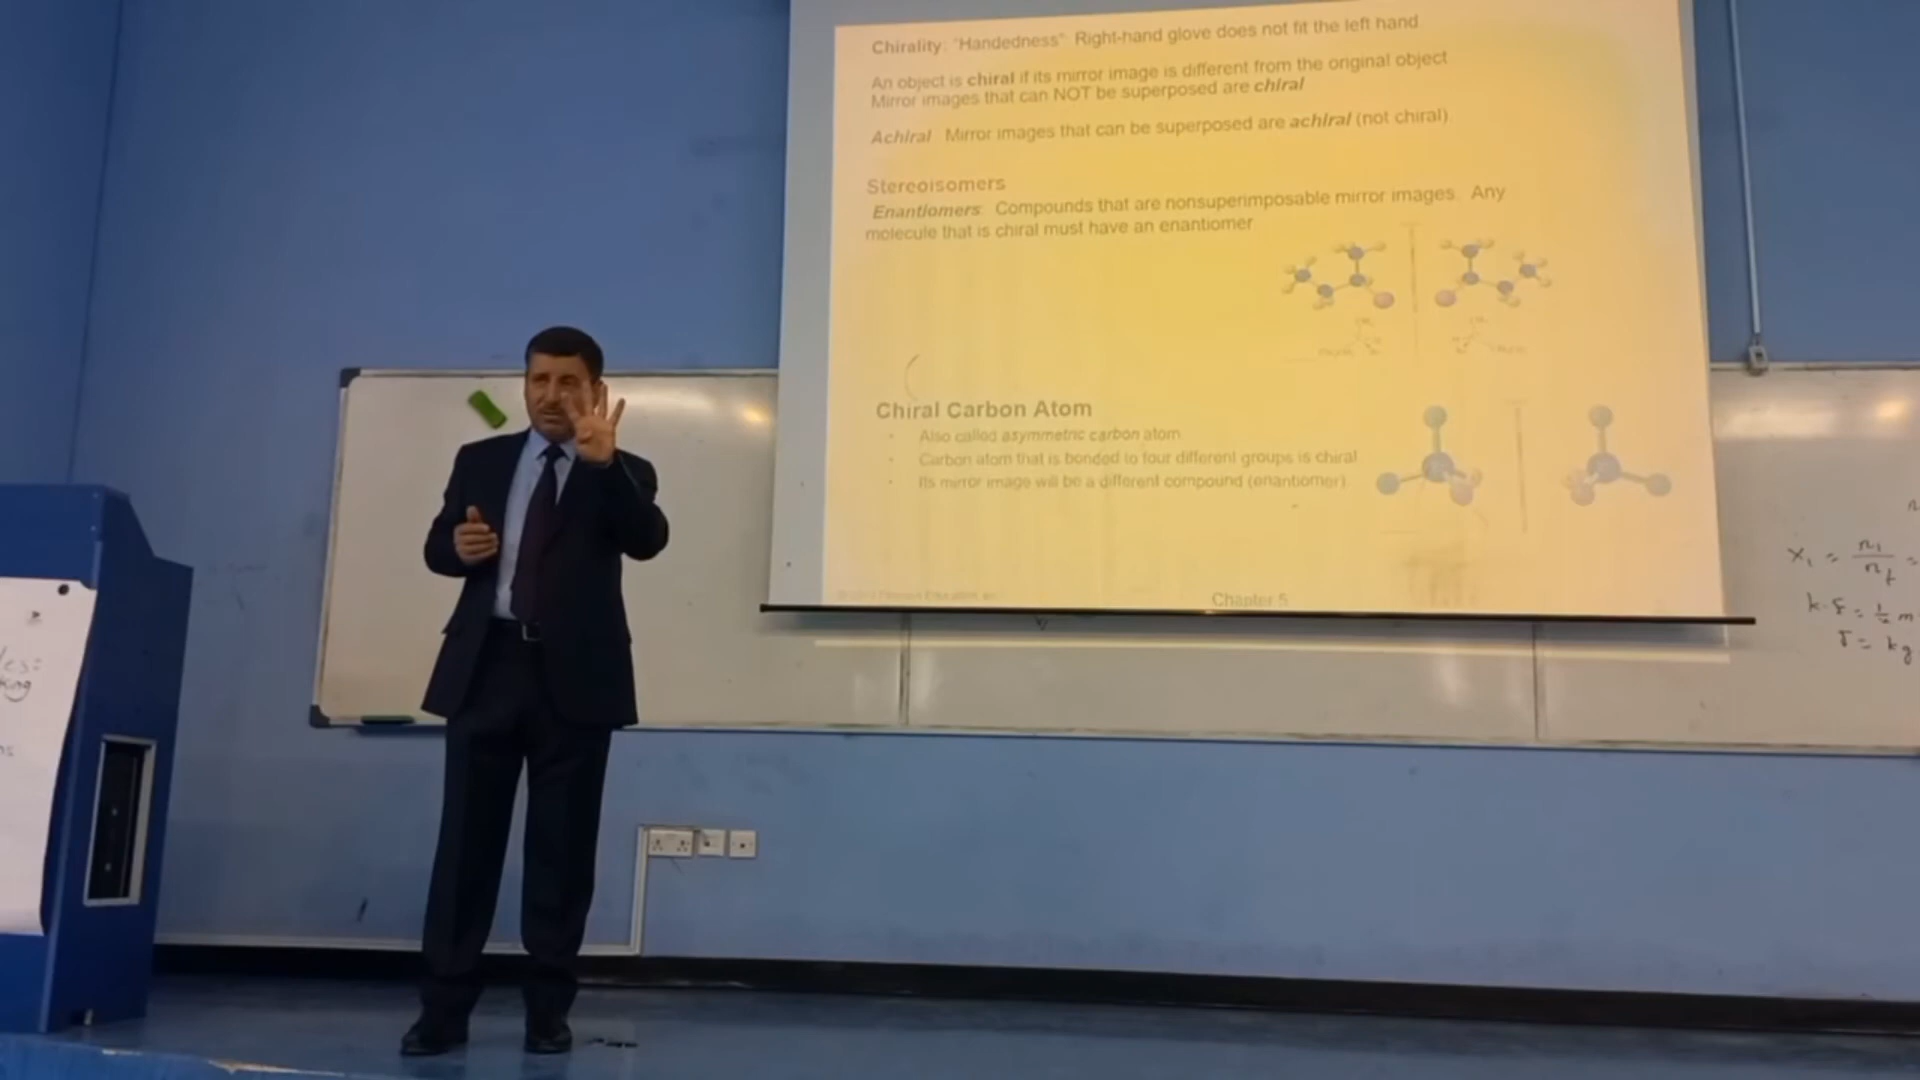 Chirality: "Handedness": Right-hand glove does not fit the left hand
An object is chiral if its mirror image is different from the original object
Mirror images that can NOT be superposed are chiral
Achiral: Mirror images that can be superposed are achiral (not chiral).
Stereoisomers
Enantiomers: Compounds that are nonsuperimposable mirror images. Any
molecule that is chiral must have an enantiomer
Chiral Carbon Atom
Also called asymmetric carbon atom
Carbon atom that is bonded to four different groups is chiral
Its mirror image will be a different compound (enantiomer)
Chapter 5